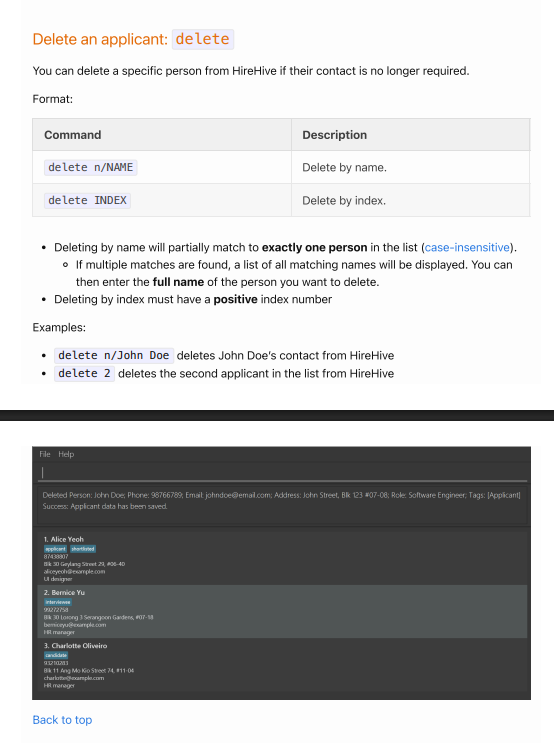 Delete an applicant: delete
You can delete a specific person from HireHive if their contact is no longer required.
Format:
Command Description
delete n/NAME Delete by name.
delete INDEX Delete by index.
• Deleting by name will partially match to exactly one person in the list (case-insensitive).
◦ If multiple matches are found, a list of all matching names will be displayed. You can
then enter the full name of the person you want to delete.
• Deleting by index must have a positive index number
Examples:
• delete n/John Doe deletes John Doe's contact from HireHive
• delete 2 deletes the second applicant in the list from HireHive
File Help
Deleted Person: John Doe; Phone: 98766789; Email: johndoe@email.com; Address: John Street, Blk 123 #07-08; Role: Software Engineer; Tags: [Applicant]
Success: Applicant data has been saved.
1. Alice Yeoh
applicant shortlisted
87438807
Blk 30 Geylang Street 29, #06-40
aliceyeoh@example.com
UI designer
2. Bernice Yu
interviewee
99272758
Blk 30 Lorong 3 Serangoon Gardens, #07-18
berniceyu@example.com
HR manager
3. Charlotte Oliveiro
candidate
93210283
Blk 11 Ang Mo Kio Street 74, #11-04
charlotte@example.com
HR manager
Back to top